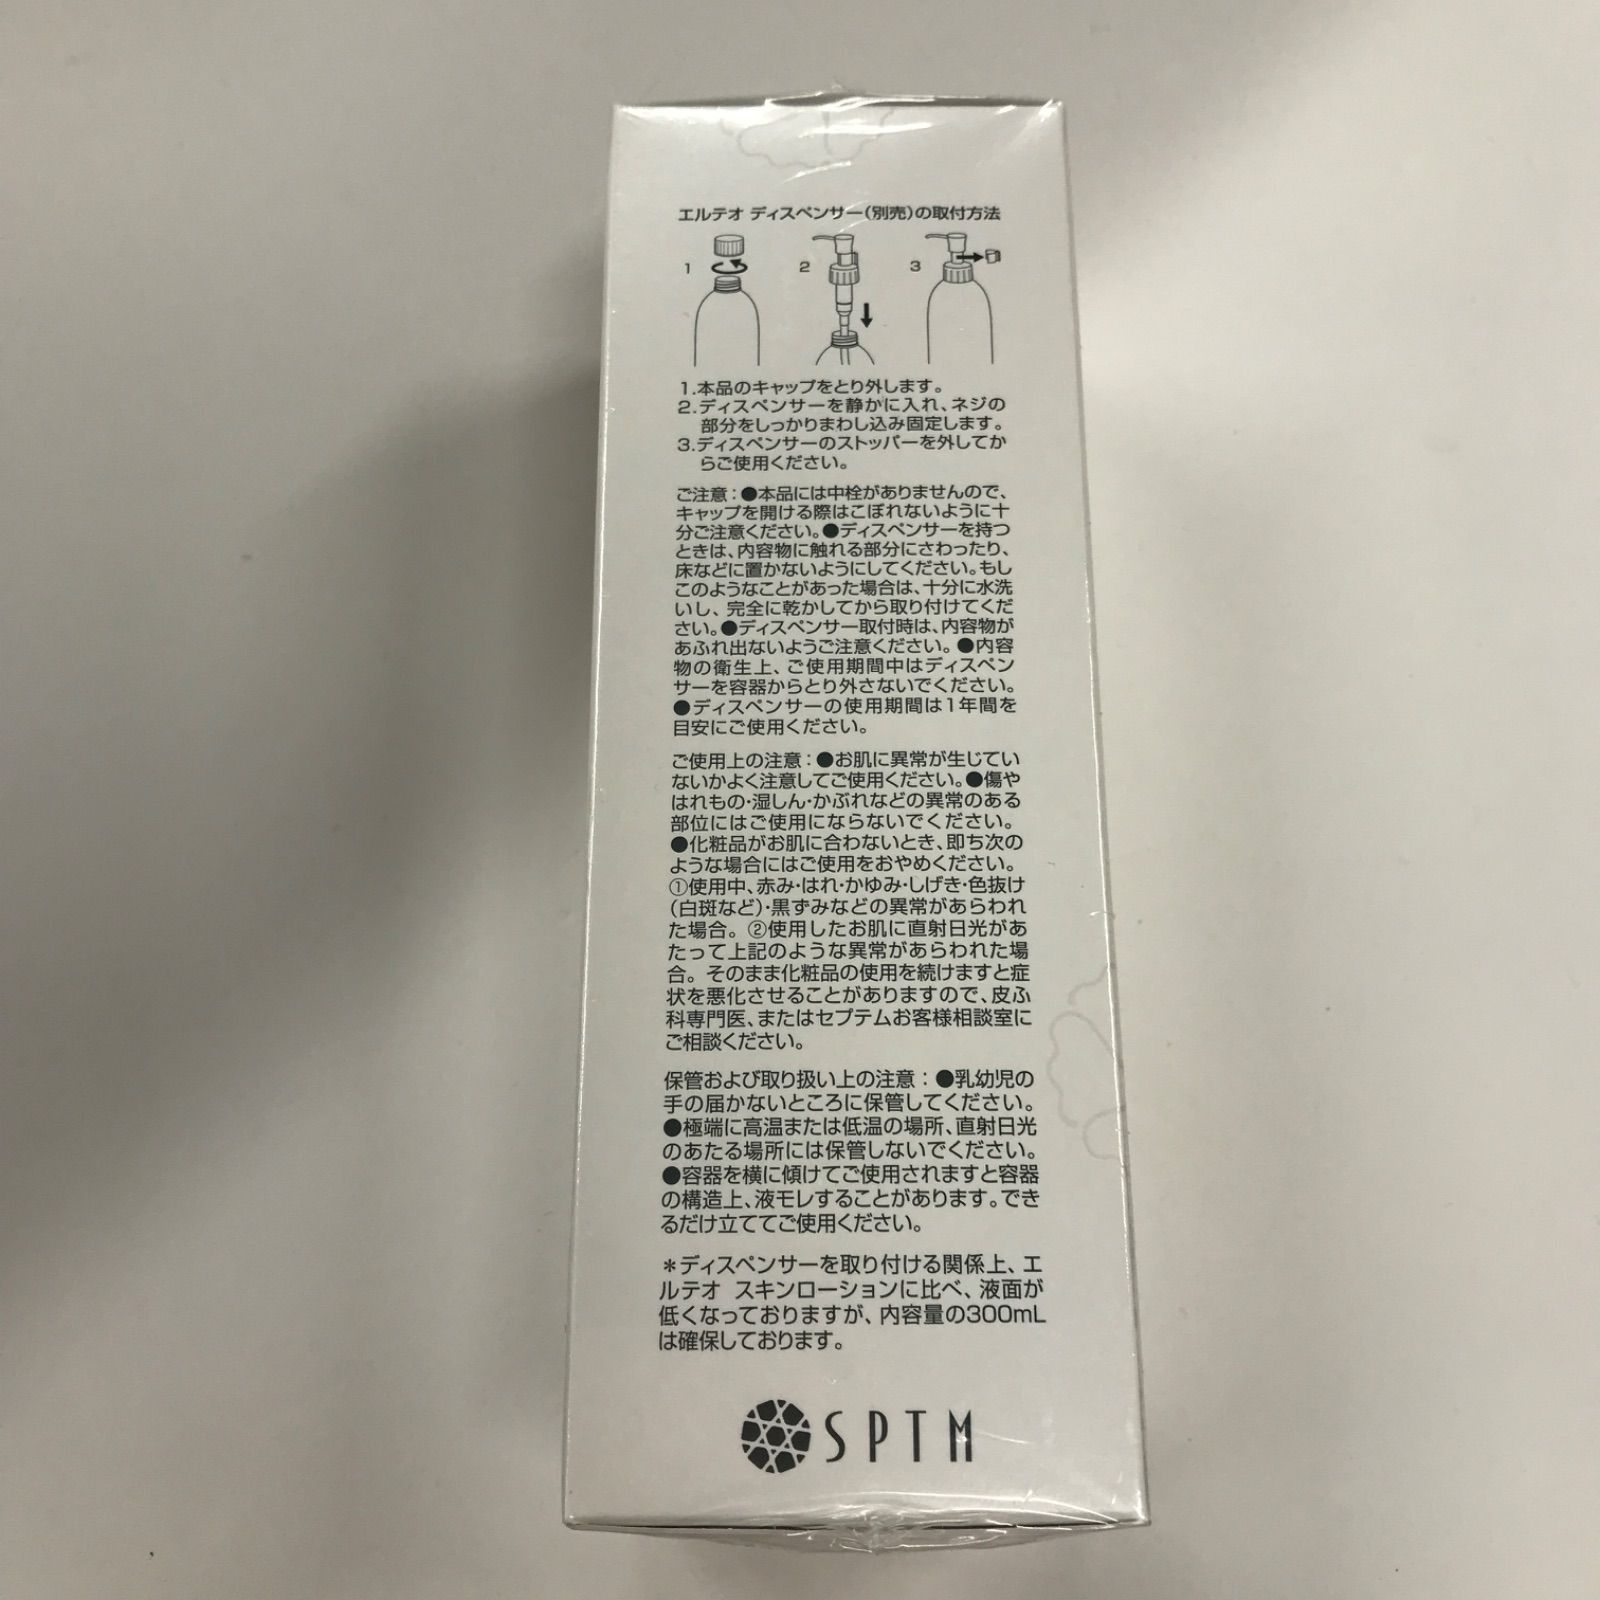 エルテオ ディスペンサー(別売)の取付方法
1
2
3
1.本品のキャップをとり外します。
2.ディスペンサーを静かに入れ、ネジの
部分をしっかりまわし込み固定します。
3.ディスペンサーのストッパーを外してか
らご使用ください。
ご注意:●本品には中栓がありませんので、
キャップを開ける際はこぼれないように十
分ご注意ください。●ディスペンサーを持つ
ときは、内容物に触れる部分にさわったり、
床などに置かないようにしてください。もし
このようなことがあった場合は、十分に水洗
いし、完全に乾かしてから取り付けてくだ
さい。●ディスペンサー取付時は、内容物が
あふれ出ないようご注意ください。●内容
物の衛生上、ご使用期間中はディスペン
サーを容器からとり外さないでください。
●ディスペンサーの使用期間は1年間を
目安にご使用ください。
ご使用上の注意:●お肌に異常が生じてい
ないかよく注意してご使用ください。●傷や
はれもの・湿しん・かぶれなどの異常のある
部位にはご使用にならないでください。
●化粧品がお肌に合わないとき、即ち次の
ような場合にはご使用をおやめください。
①使用中、赤み・はれ・かゆみ・しげき・色抜け
(白斑など)・黒ずみなどの異常があらわれ
た場合。②使用したお肌に直射日光があ
たって上記のような異常があらわれた場
合。そのまま化粧品の使用を続けますと症
状を悪化させることがありますので、皮ふ
科専門医、またはセプテムお客様相談室に
ご相談ください。
保管および取り扱い上の注意:●乳幼児の
手の届かないところに保管してください。
●極端に高温または低温の場所、直射日光
のあたる場所には保管しないでください。
●容器を横に傾けてご使用されますと容器
の構造上、液モレすることがあります。でき
るだけ立ててご使用ください。
＊ディスペンサーを取り付ける関係上、エ
ルテオ スキンローションに比べ、液面が
低くなっておりますが、内容量の300mL
は確保しております。
SPTM